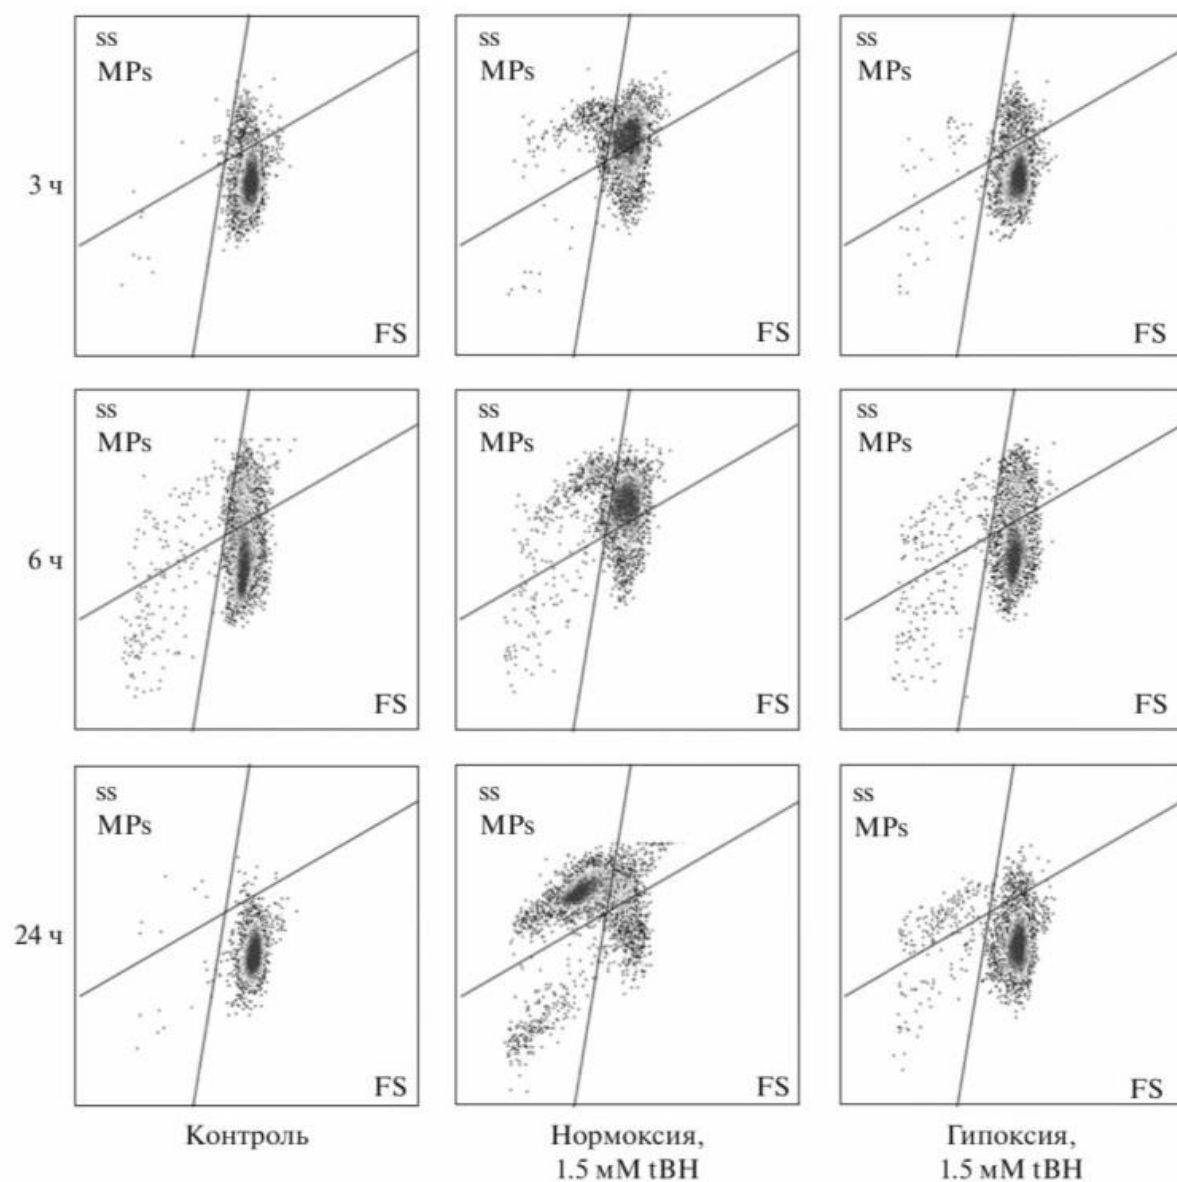 ss
MPs
FS
ss
MPs
FS
ss
MPs
FS
3 ч
ss
MPs
FS
ss
MPs
FS
ss
MPs
FS
6 ч
ss
MPs
FS
ss
MPs
FS
ss
MPs
FS
24 ч
Контроль
Нормоксия,
1.5 мМ tBH
Гипоксия,
1.5 мМ tBH